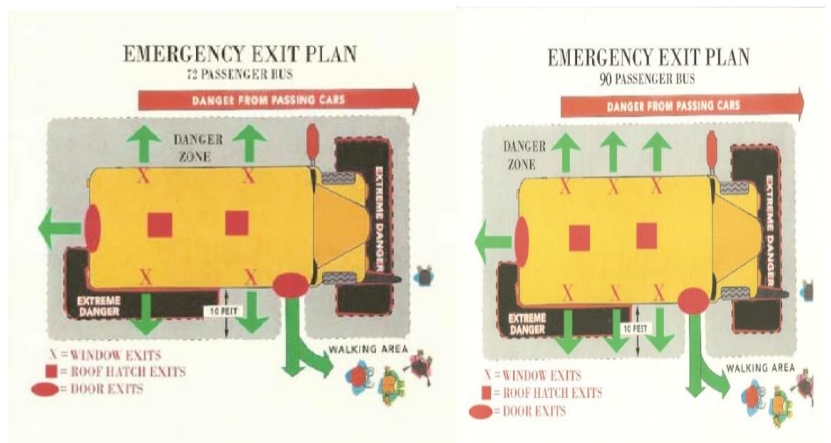 EMERGENCY EXIT PLAN
72 PASSENGER BUS
DANGER FROM PASSING CARS
DANGER
ZONE
X
X
EXTREME DANGER
X
X
EXTREME
DANGER
10 FEET
WALKING AREA
X = WINDOW EXITS
= ROOF HATCH EXITS
= DOOR EXITS
EMERGENCY EXIT PLAN
90 PASSENGER BUS
DANGER FROM PASSING CARS
DANGER
ZONE
X
X
X
EXTREME DANGER
X
X
X
EXTREME
DANGER
10 FEET
WALKING AREA
X = WINDOW EXITS
= ROOF HATCH EXITS
= DOOR EXITS